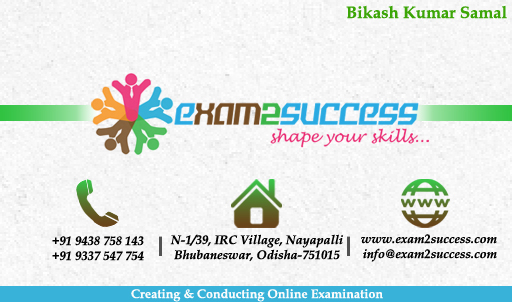 Bikash Kumar Samal
exam2success
shape your skills...
www
+91 9438 758 143
+91 9337 547 754
N-1/39, IRC Village, Nayapalli
Bhubaneswar, Odisha-751015
www.exam2success.com
info@exam2success.com
Creating & Conducting Online Examination